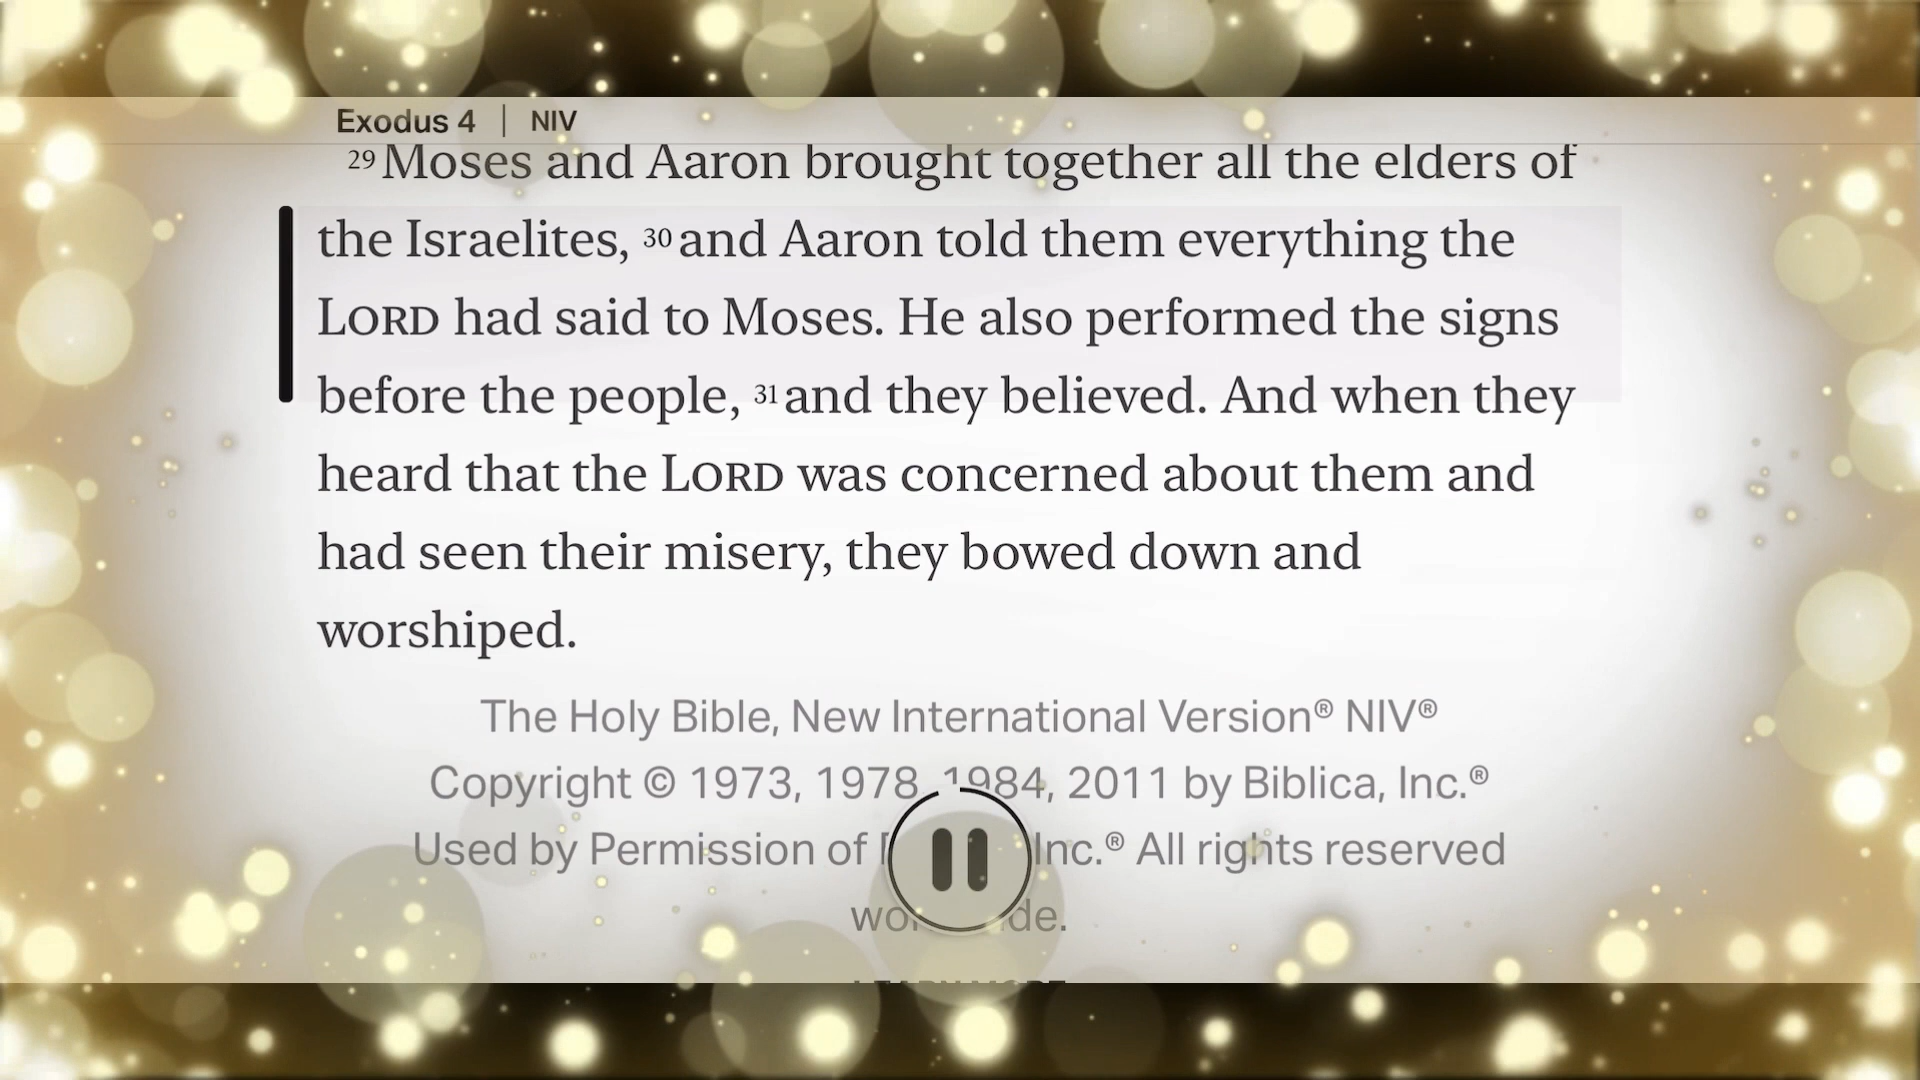 Exodus 4 | NIV
29 Moses and Aaron brought together all the elders of
the Israelites, 30 and Aaron told them everything the
LORD had said to Moses. He also performed the signs
before the people, 31 and they believed. And when they
heard that the LORD was concerned about them and
had seen their misery, they bowed down and
worshiped.
The Holy Bible, New International Version® NIV®
Copyright © 1973, 1978, 1984, 2011 by Biblica, Inc.®
Used by Permission of Inc.® All rights reserved